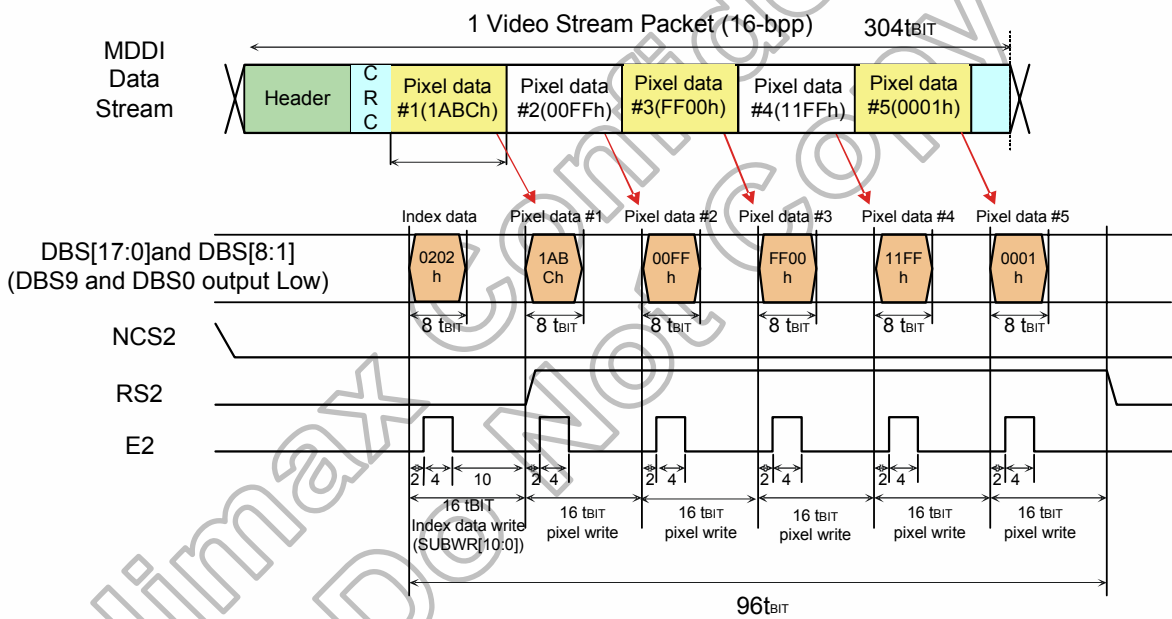 1 Video Stream Packet (16-bpp) 304tBIT
MDDI
Data
Stream
Header
C
R
C
Pixel data
#1(1ABCh)
Pixel data
#2(00FFh)
Pixel data
#3(FF00h)
Pixel data
#4(11FFh)
Pixel data
#5(0001h)
Index data Pixel data #1 Pixel data #2 Pixel data #3 Pixel data #4 Pixel data #5
DBS[17:0]and DBS[8:1]
(DBS9 and DBS0 output Low)
0202
h
1AB
Ch
00FF
h
FF00
h
11FF
h
0001
h
8 tBIT 8 tBIT 8 tBIT 8 tBIT 8 tBIT 8 tBIT
NCS2
RS2
E2
2 4 10 2 4 2 4 2 4 2 4 2 4
16 tBIT
Index data write
(SUBWR[10:0])
16 tBIT
pixel write
16 tBIT
pixel write
16 tBIT
pixel write
16 tBIT
pixel write
16 tBIT
pixel write
96tBIT
Do Not Copy